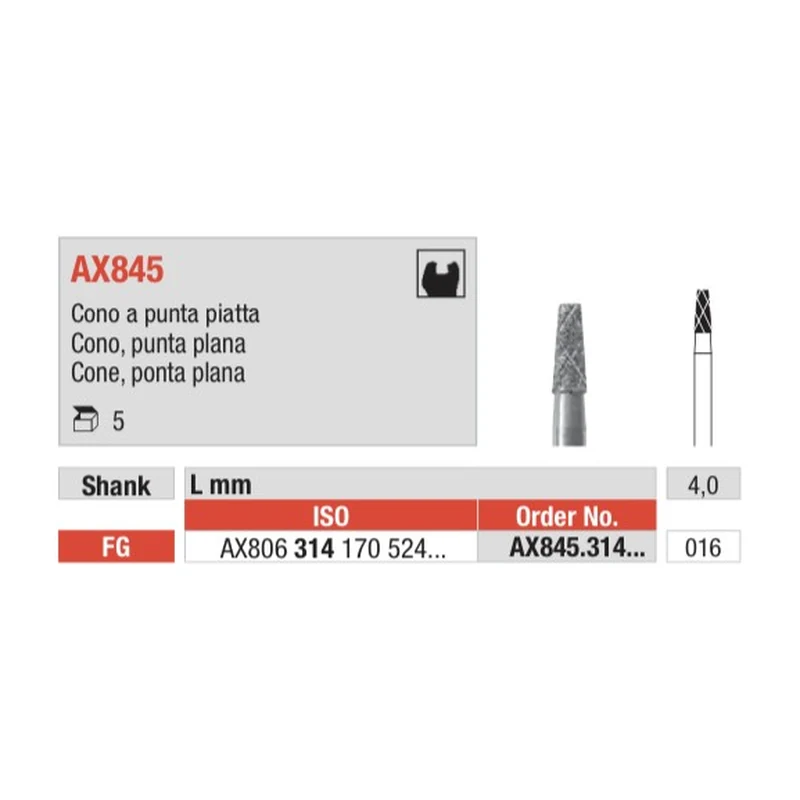 AX845
Cono a punta piatta
Cono, punta plana
Cone, ponta plana
5
Shank L mm 4,0
ISO Order No.
FG AX806 314 170 524... AX845.314... 016